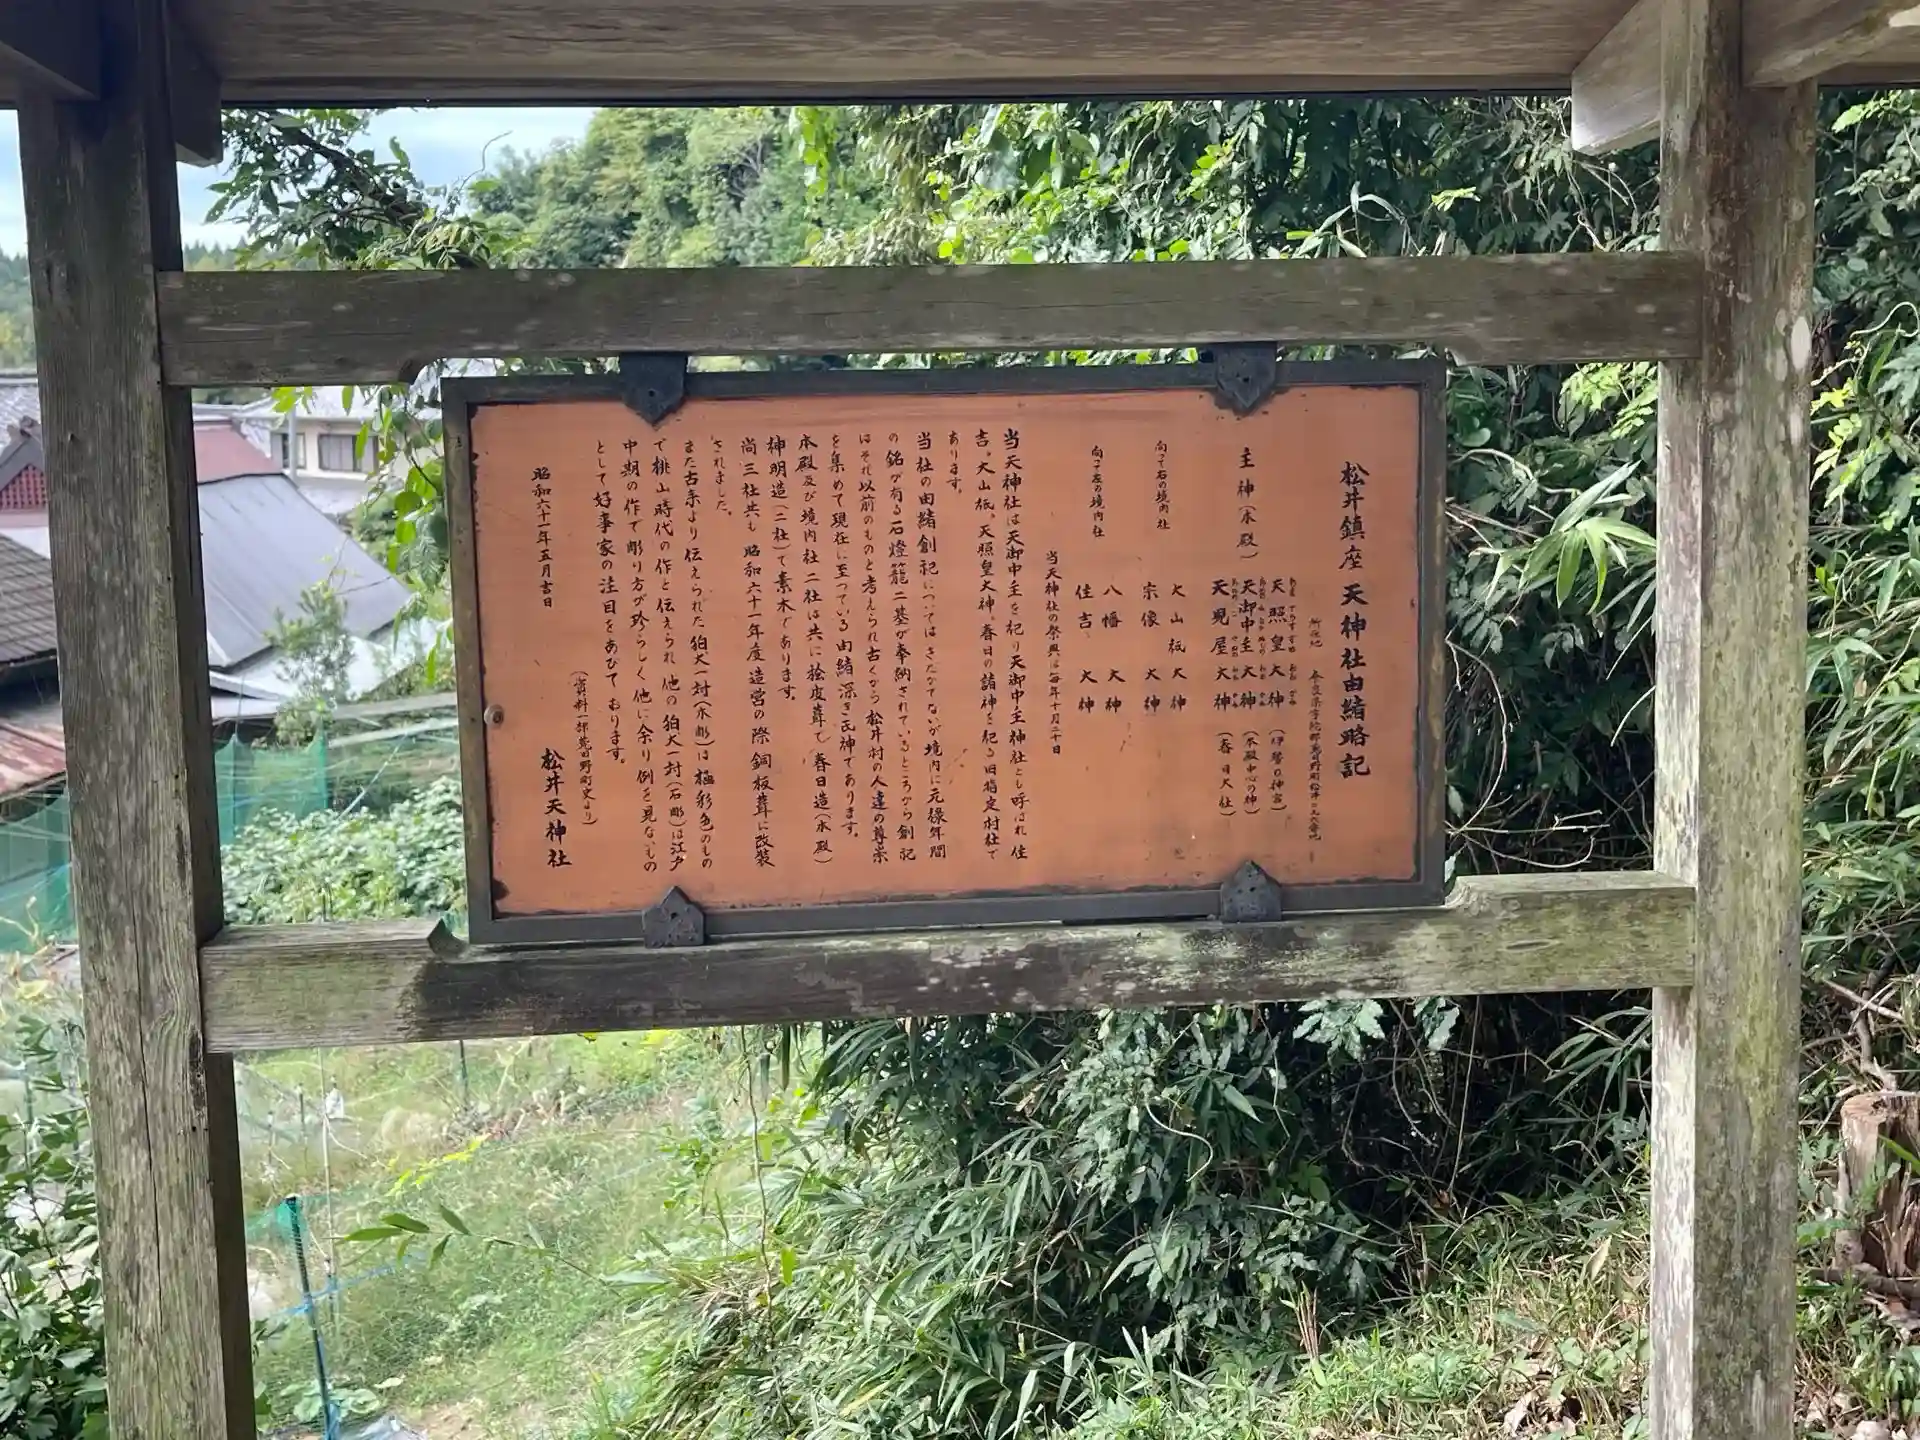 松井鎮座 天神社由緒略記
所在地 奈良県宇陀郡菟田野町松井
主神(本殿)
天照皇大神(伊勢の神宮)
天御中主大神(本殿中心の神)
天児屋大神(春日大社)
向って右の境内社
大山祇大神
宗像大神
向って左の境内社
八幡大神
住吉大神
当天神社の祭典は毎年十月二十日
当天神社は天御中主を祀り天御中主神社とも呼ばれ住
吉。大山祇。天照皇大神。春日の諸神を祀る旧指定村社で
あります。
当社の由緒創祀についてはさだかでないが境内に元禄年間
の銘が有る石燈籠二基が奉納されているところから創祀
はそれ以前のものと考えられ古くから松井村の人達の尊崇
を集めて現在に至っている由緒深き氏神であります。
本殿及び境内社二社は共に桧皮葺で春日造(本殿)
神明造(二社)で素木であります。
尚三社共も昭和六十一年度造営の際銅板葺に改装
されました。
また古来より伝えられた狛犬一対(木彫)は極彩色のもの
で桃山時代の作と伝えられ他の狛犬一対(石彫)は江戸
中期の作で彫り方が珍らしく他に余り例を見ないもの
として好事家の注目をあびて おります。
(資料一部菟田野町史より)
昭和六十一年五月吉日
松井天神社